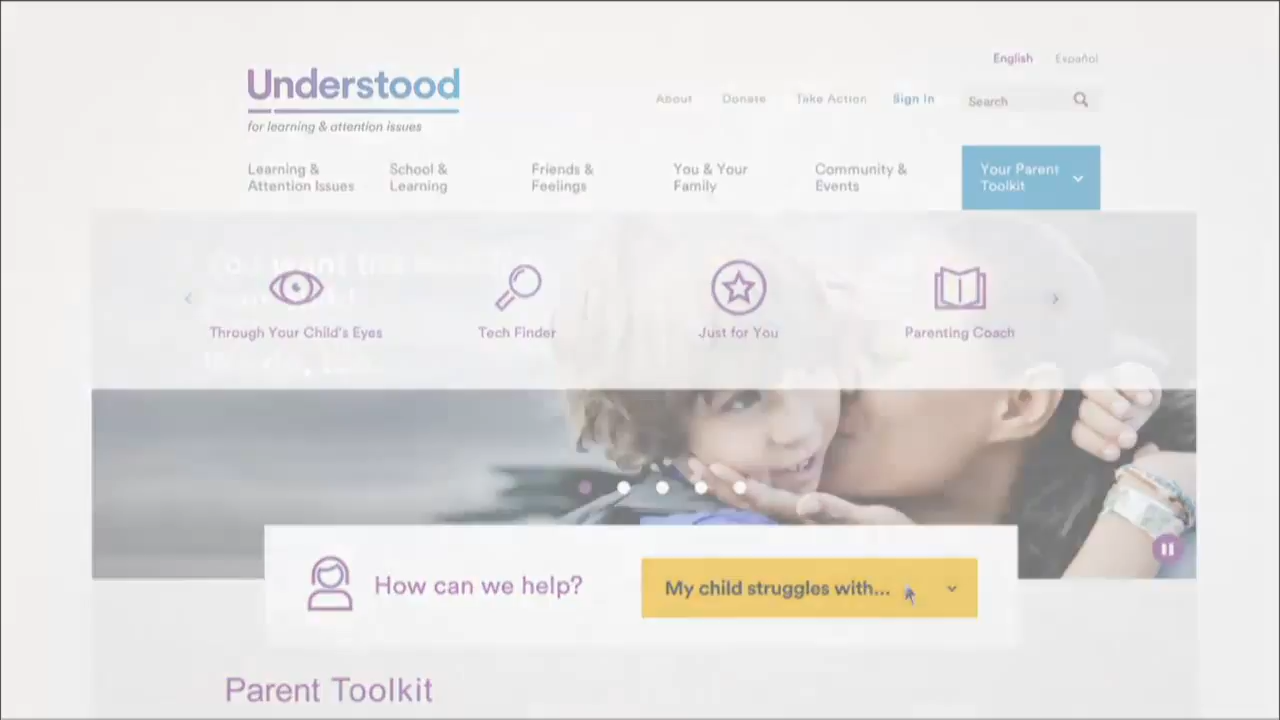 English Español
Understood
for learning & attention issues
About Donate Take Action Sign In Search
Learning &
Attention Issues
School &
Learning
Friends &
Feelings
You & Your
Family
Community &
Events
Your Parent
Toolkit
Through Your Child's Eyes
Tech Finder
Just for You
Parenting Coach
How can we help?
My child struggles with...
Parent Toolkit